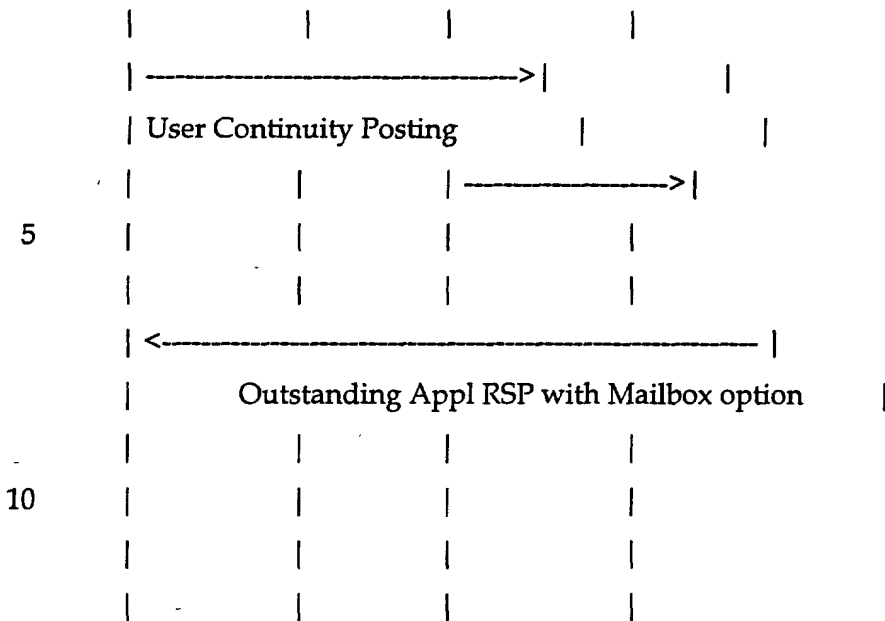 | | | |
| ------------------------------>| |
| User Continuity Posting | |
| | | ---------------->|
5 | | | |
| | | |
| <------------------------------------------------ |
| Outstanding Appl RSP with Mailbox option |
| | | |
10 | | | |
| | | |
| | | |